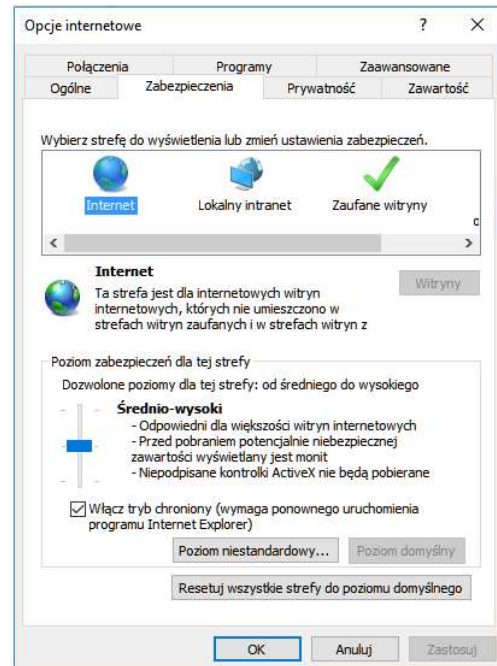 Opcje internetowe
Połączenia Programy Zaawansowane
Ogólne Zabezpieczenia Prywatność Zawartość
Wybierz strefę do wyświetlenia lub zmień ustawienia zabezpieczeń.
Internet Lokalny intranet Zaufane witryny
Internet
Witryny
Ta strefa jest dla internetowych witryn
internetowych, których nie umieszczono w
strefach witryn zaufanych i w strefach witryn z
Poziom zabezpieczeń dla tej strefy
Dozwolone poziomy dla tej strefy: od średniego do wysokiego
Średnio-wysoki
- Odpowiedni dla większości witryn internetowych
- Przed pobraniem potencjalnie niebezpiecznej
zawartości wyświetlany jest monit
- Niepodpisane kontrolki ActiveX nie będą pobierane
Włącz tryb chroniony (wymaga ponownego uruchomienia
programu Internet Explorer)
Poziom niestandardowy... Poziom domyślny
Resetuj wszystkie strefy do poziomu domyślnego
OK Anuluj Zastosuj